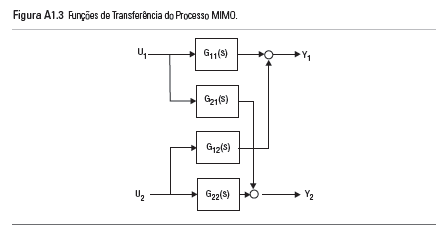 Figura A1.3 Funções de Transferência do Processo MIMO.
U1
G11(s)
Y1
G21(s)
G12(s)
U2
G22(s)
Y2